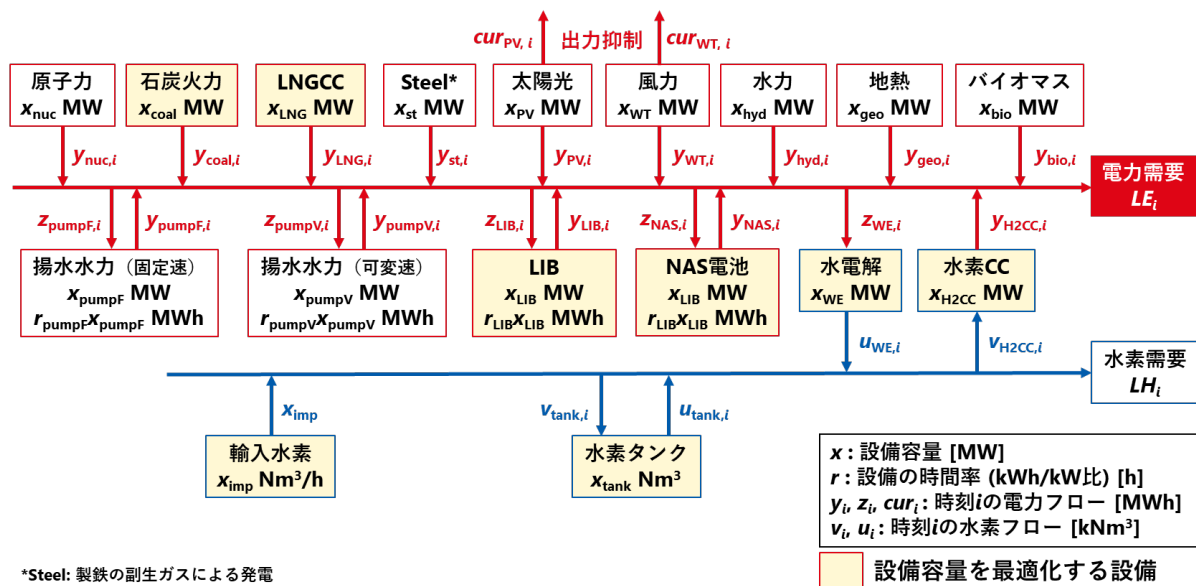 cur_PV, i 出力抑制 cur_WT, i
原子力
x_nuc MW
石炭火力
x_coal MW
LNGCC
x_LNG MW
Steel*
x_st MW
太陽光
x_PV MW
風力
x_WT MW
水力
x_hyd MW
地熱
x_geo MW
バイオマス
x_bio MW
y_nuc,i y_coal,i y_LNG,i y_st,i y_PV,i y_WT,i y_hyd,i y_geo,i y_bio,i
電力需要
LE_i
z_pumpF,i y_pumpF,i z_pumpV,i y_pumpV,i z_LIB,i y_LIB,i z_NAS,i y_NAS,i z_WE,i y_H2CC,i
揚水水力（固定速）
x_pumpF MW
r_pumpF x_pumpF MWh
揚水水力（可変速）
x_pumpV MW
r_pumpV x_pumpV MWh
LIB
x_LIB MW
r_LIB x_LIB MWh
NAS電池
x_LIB MW
r_LIB x_LIB MWh
水電解
x_WE MW
水素CC
x_H2CC MW
u_WE,i v_H2CC,i
水素需要
LH_i
x_imp v_tank,i u_tank,i
輸入水素
x_imp Nm³/h
水素タンク
x_tank Nm³
x : 設備容量 [MW]
r : 設備の時間率 (kWh/kW比) [h]
y_i, z_i, cur_i : 時刻iの電力フロー [MWh]
v_i, u_i : 時刻iの水素フロー [kNm³]
設備容量を最適化する設備
*Steel: 製鉄の副生ガスによる発電